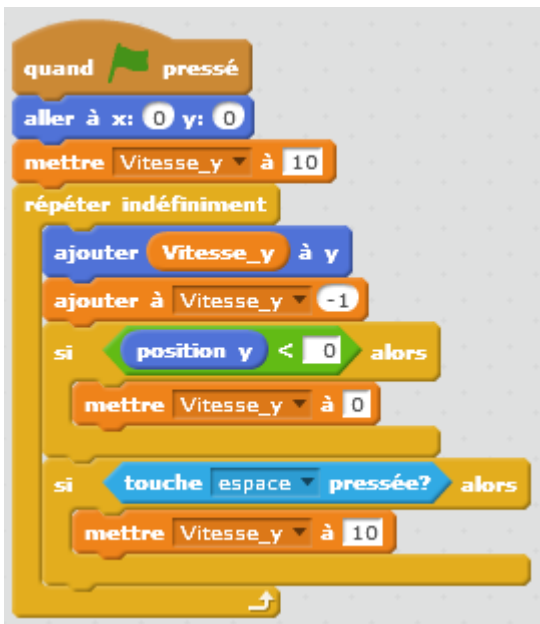 quand pressé
aller à x: 0 y: 0
mettre Vitesse_y à 10
répéter indéfiniment
ajouter Vitesse_y à y
ajouter à Vitesse_y -1
si position y < 0 alors
mettre Vitesse_y à 0
si touche espace pressée? alors
mettre Vitesse_y à 10